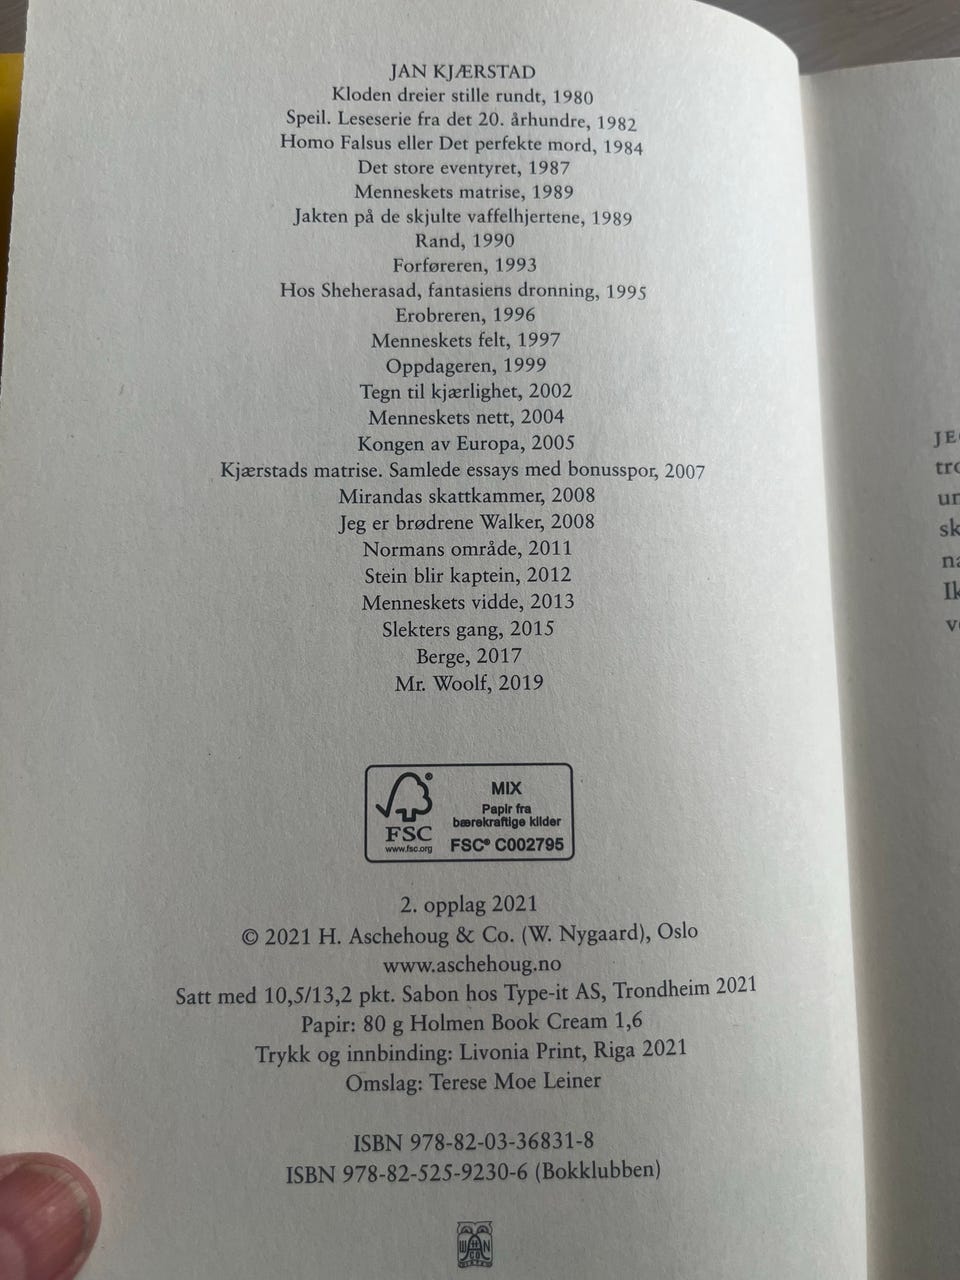 JAN KJÆRSTAD
Kloden dreier stille rundt, 1980
Speil. Leseserie fra det 20. århundre, 1982
Homo Falsus eller Det perfekte mord, 1984
Det store eventyret, 1987
Menneskets matrise, 1989
Jakten på de skjulte vaffelhjertene, 1989
Rand, 1990
Forføreren, 1993
Hos Sheherasad, fantasiens dronning, 1995
Erobreren, 1996
Menneskets felt, 1997
Oppdageren, 1999
Tegn til kjærlighet, 2002
Menneskets nett, 2004
Kongen av Europa, 2005
Kjærstads matrise. Samlede essays med bonusspor, 2007
Mirandas skattkammer, 2008
Jeg er brødrene Walker, 2008
Normans område, 2011
Stein blir kaptein, 2012
Menneskets vidde, 2013
Slekters gang, 2015
Berge, 2017
Mr. Woolf, 2019
FSC®
www.fsc.org
MIX
Papir fra
bærekraftige kilder
FSC® C002795
2. opplag 2021
© 2021 H. Aschehoug & Co. (W. Nygaard), Oslo
www.aschehoug.no
Satt med 10,5/13,2 pkt. Sabon hos Type-it AS, Trondheim 2021
Papir: 80 g Holmen Book Cream 1,6
Trykk og innbinding: Livonia Print, Riga 2021
Omslag: Terese Moe Leiner
ISBN 978-82-03-36831-8
ISBN 978-82-525-9230-6 (Bokklubben)